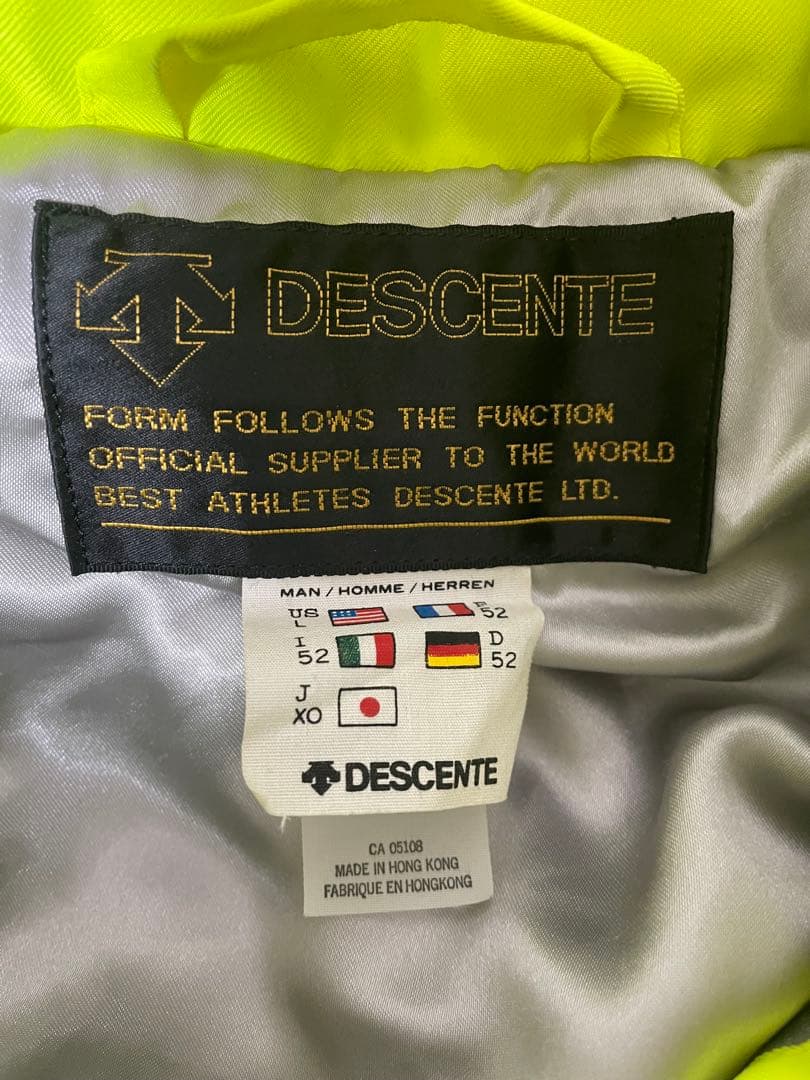 DESCENTE
FORM FOLLOWS THE FUNCTION
OFFICIAL SUPPLIER TO THE WORLD
BEST ATHLETES DESCENTE LTD.
MAN / HOMME / HERREN
US L
F 52
I 52
D 52
J XO
DESCENTE
CA 05108
MADE IN HONG KONG
FABRIQUE EN HONGKONG